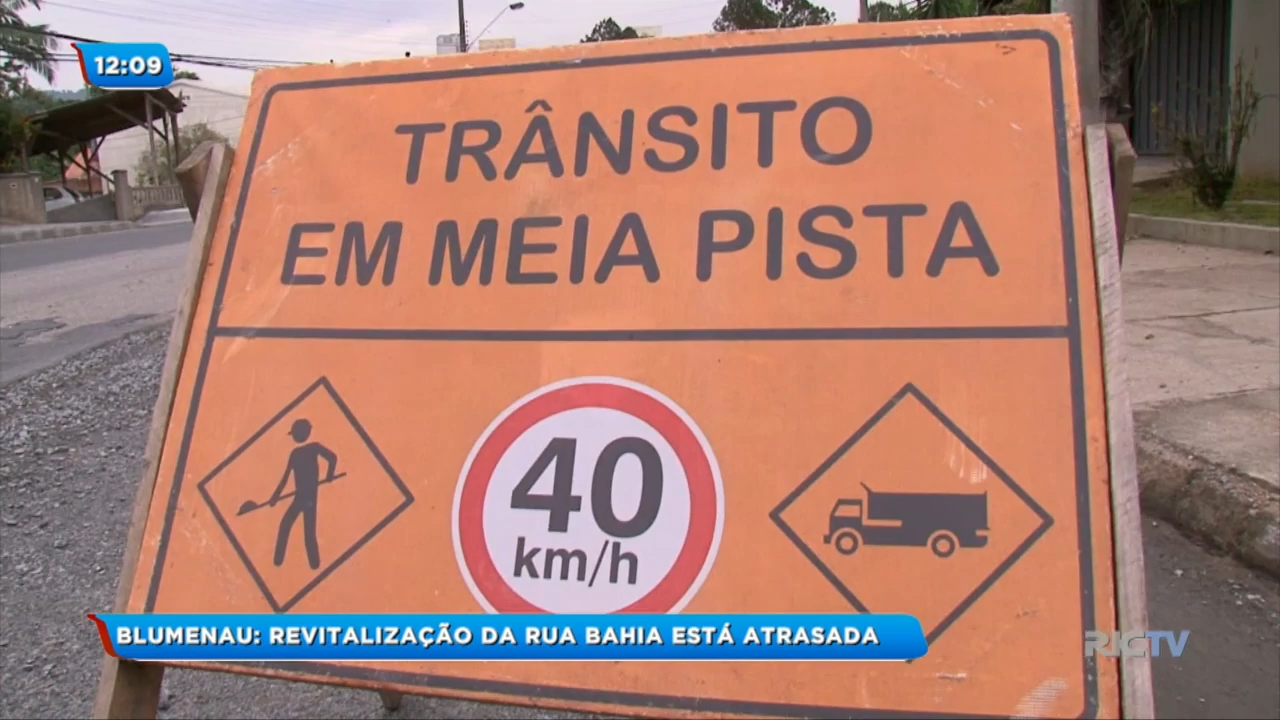 12:09
TRÂNSITO
EM MEIA PISTA
40
km/h
BLUMENAU: REVITALIZAÇÃO DA RUA BAHIA ESTÁ ATRASADA
RICTV